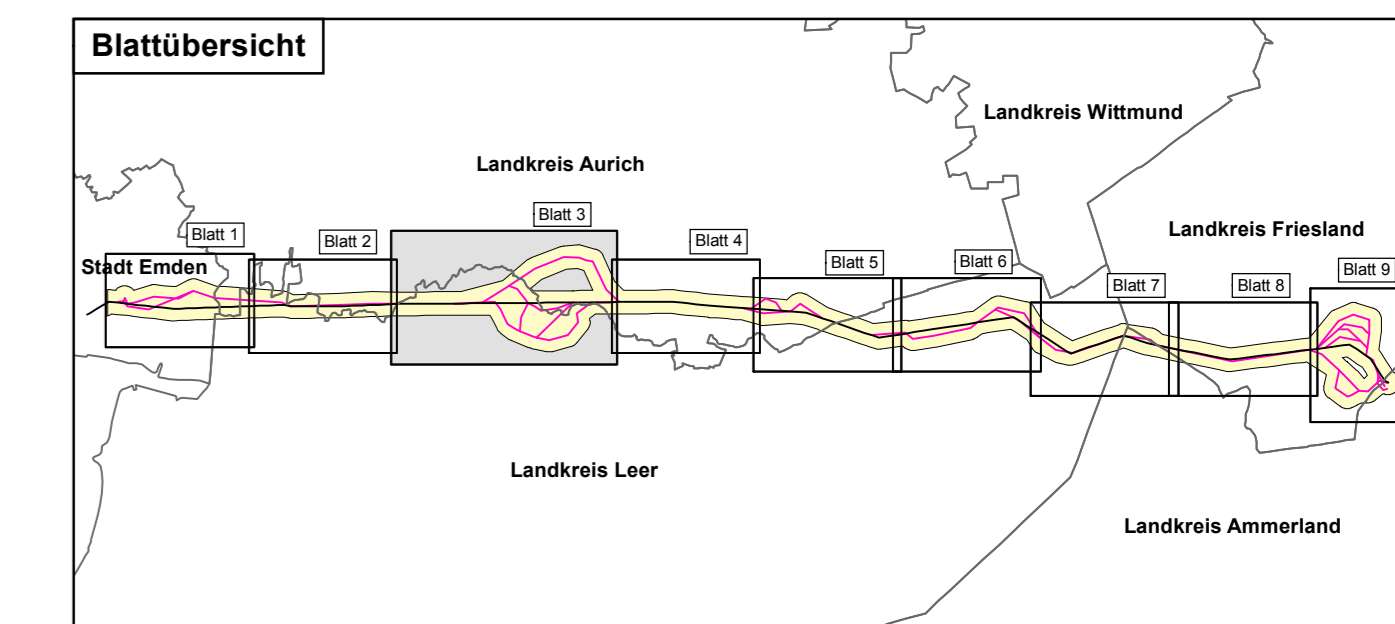 Blattübersicht
Landkreis Wittmund
Landkreis Aurich
Landkreis Friesland
Blatt 3
Blatt 1
Blatt 2
Blatt 4
Blatt 5
Blatt 6
Blatt 9
Stadt Emden
Blatt 7
Blatt 8
Landkreis Leer
Landkreis Ammerland